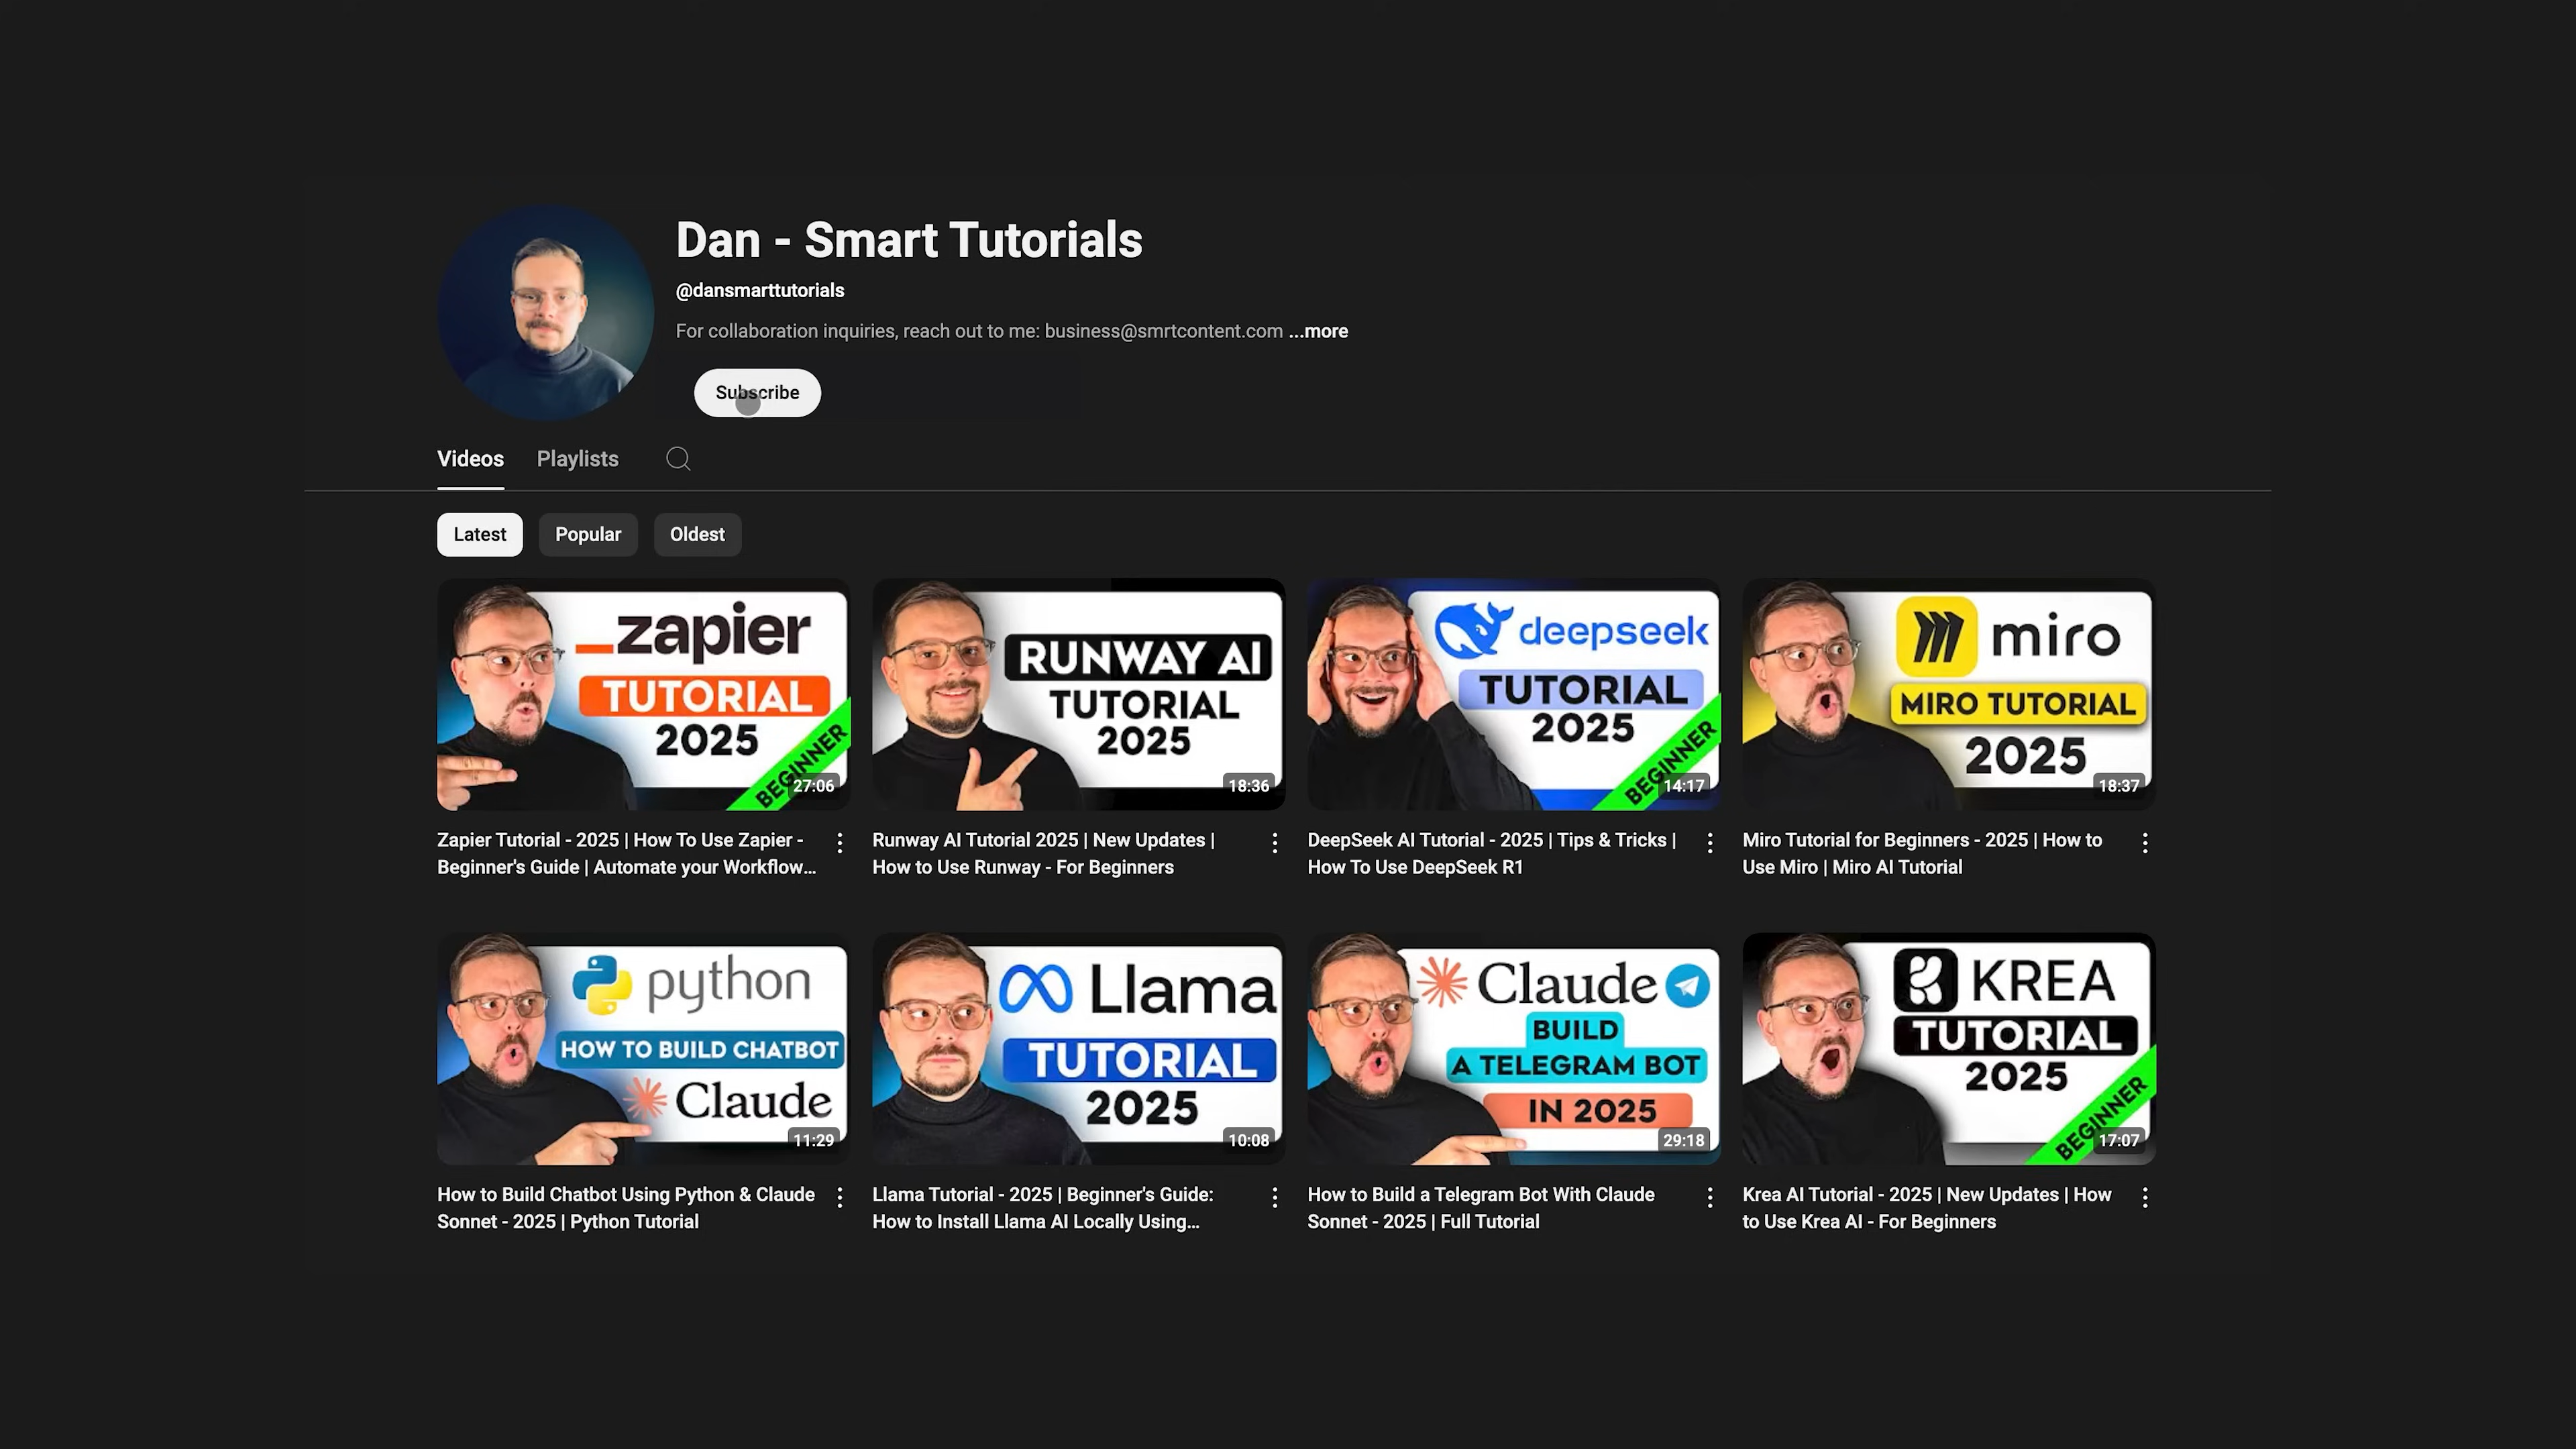 Dan - Smart Tutorials
@dansmarttutorials
For collaboration inquiries, reach out to me: business@smrtcontent.com ...more
Subscribe
Videos
Playlists
Latest
Popular
Oldest
zapier
TUTORIAL
2025
BEGINNER
27:06
RUNWAY AI
TUTORIAL
2025
18:36
deepseek
TUTORIAL
2025
BEGINNER
14:17
miro
MIRO TUTORIAL
2025
18:37
Zapier Tutorial - 2025 | How To Use Zapier -
Beginner's Guide | Automate your Workflow...
Runway AI Tutorial 2025 | New Updates |
How to Use Runway - For Beginners
DeepSeek AI Tutorial - 2025 | Tips & Tricks |
How To Use DeepSeek R1
Miro Tutorial for Beginners - 2025 | How to
Use Miro | Miro AI Tutorial
python
HOW TO BUILD CHATBOT
Claude
11:29
Llama
TUTORIAL
2025
10:08
Claude
BUILD
A TELEGRAM BOT
IN 2025
29:18
KREA
TUTORIAL
2025
BEGINNER
17:07
How to Build Chatbot Using Python & Claude
Sonnet - 2025 | Python Tutorial
Llama Tutorial - 2025 | Beginner's Guide:
How to Install Llama AI Locally Using...
How to Build a Telegram Bot With Claude
Sonnet - 2025 | Full Tutorial
Krea AI Tutorial - 2025 | New Updates | How
to Use Krea AI - For Beginners